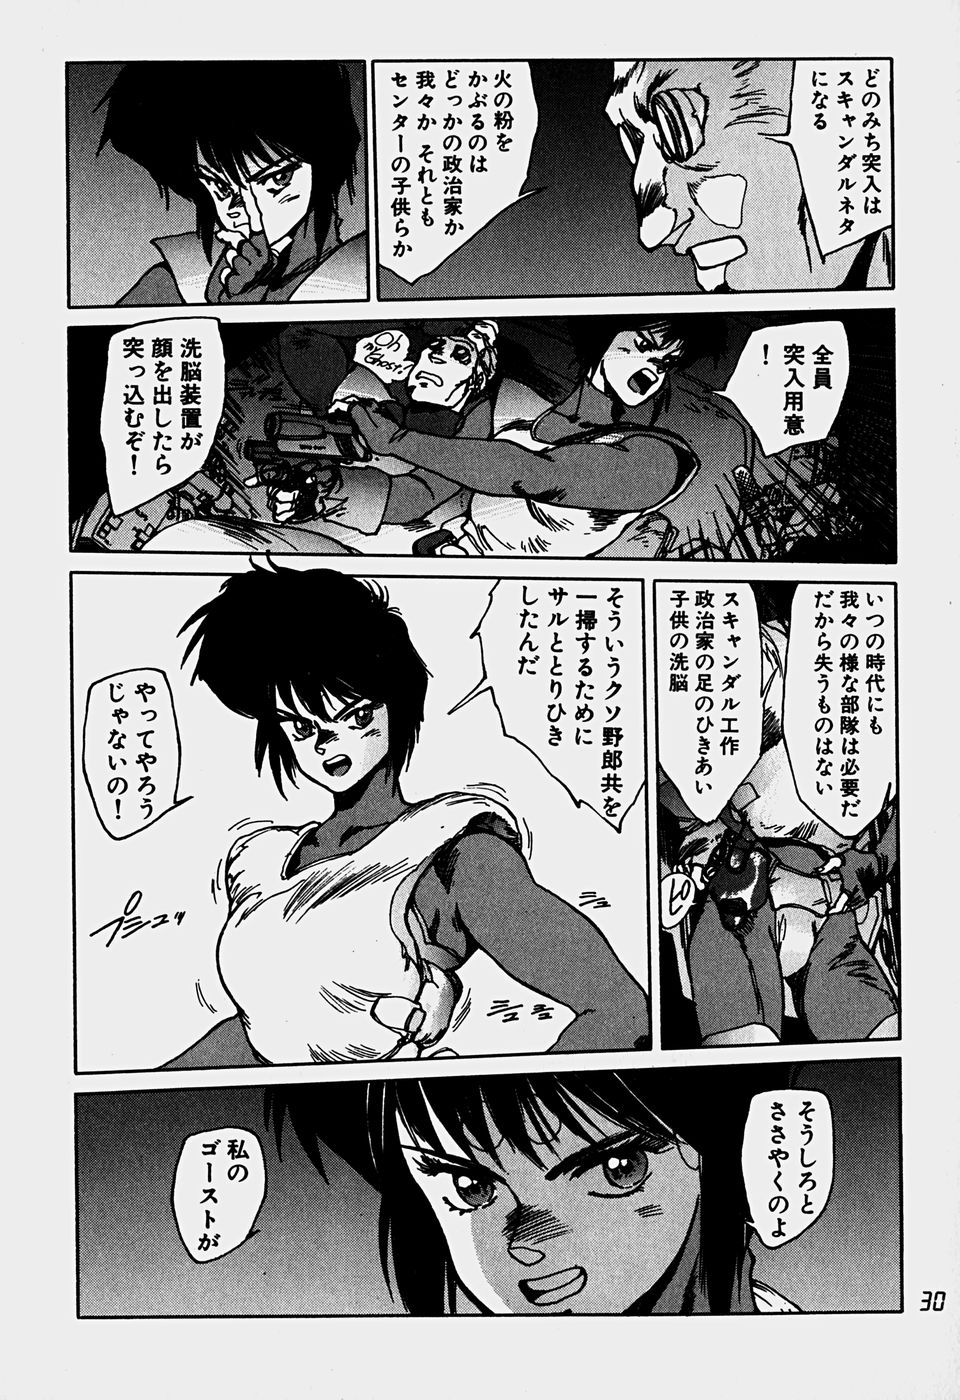 どのみち突入は
スキャンダルネタ
になる
火の粉を
かぶるのは
どっかの政治家か
我々か それとも
センターの子供らか
全員
突入用意
!
Oh
my
Ghost!
洗脳装置が
顔を出したら
突っ込むぞ!
いつの時代にも
我々の様な部隊は必要だ
だから失うものはない
スキャンダル工作
政治家の足のひきあい
子供の洗脳
ピ
そういうクソ野郎共を
一掃するために
サルととりひき
したんだ
やってやろう
じゃないの!
プシュッ
シュ
シュ
シュ
そうしろと
ささやくのよ
私の
ゴーストが
30